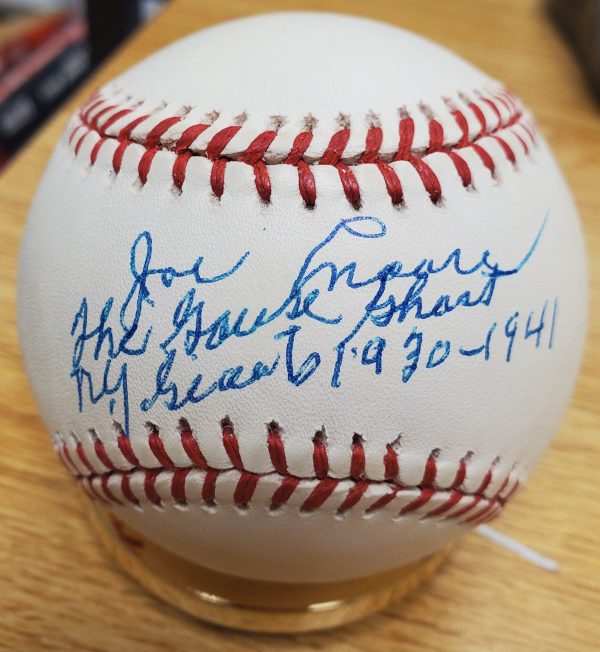 Joe Moore
The Gause Ghost
NY Giants 1930-1941